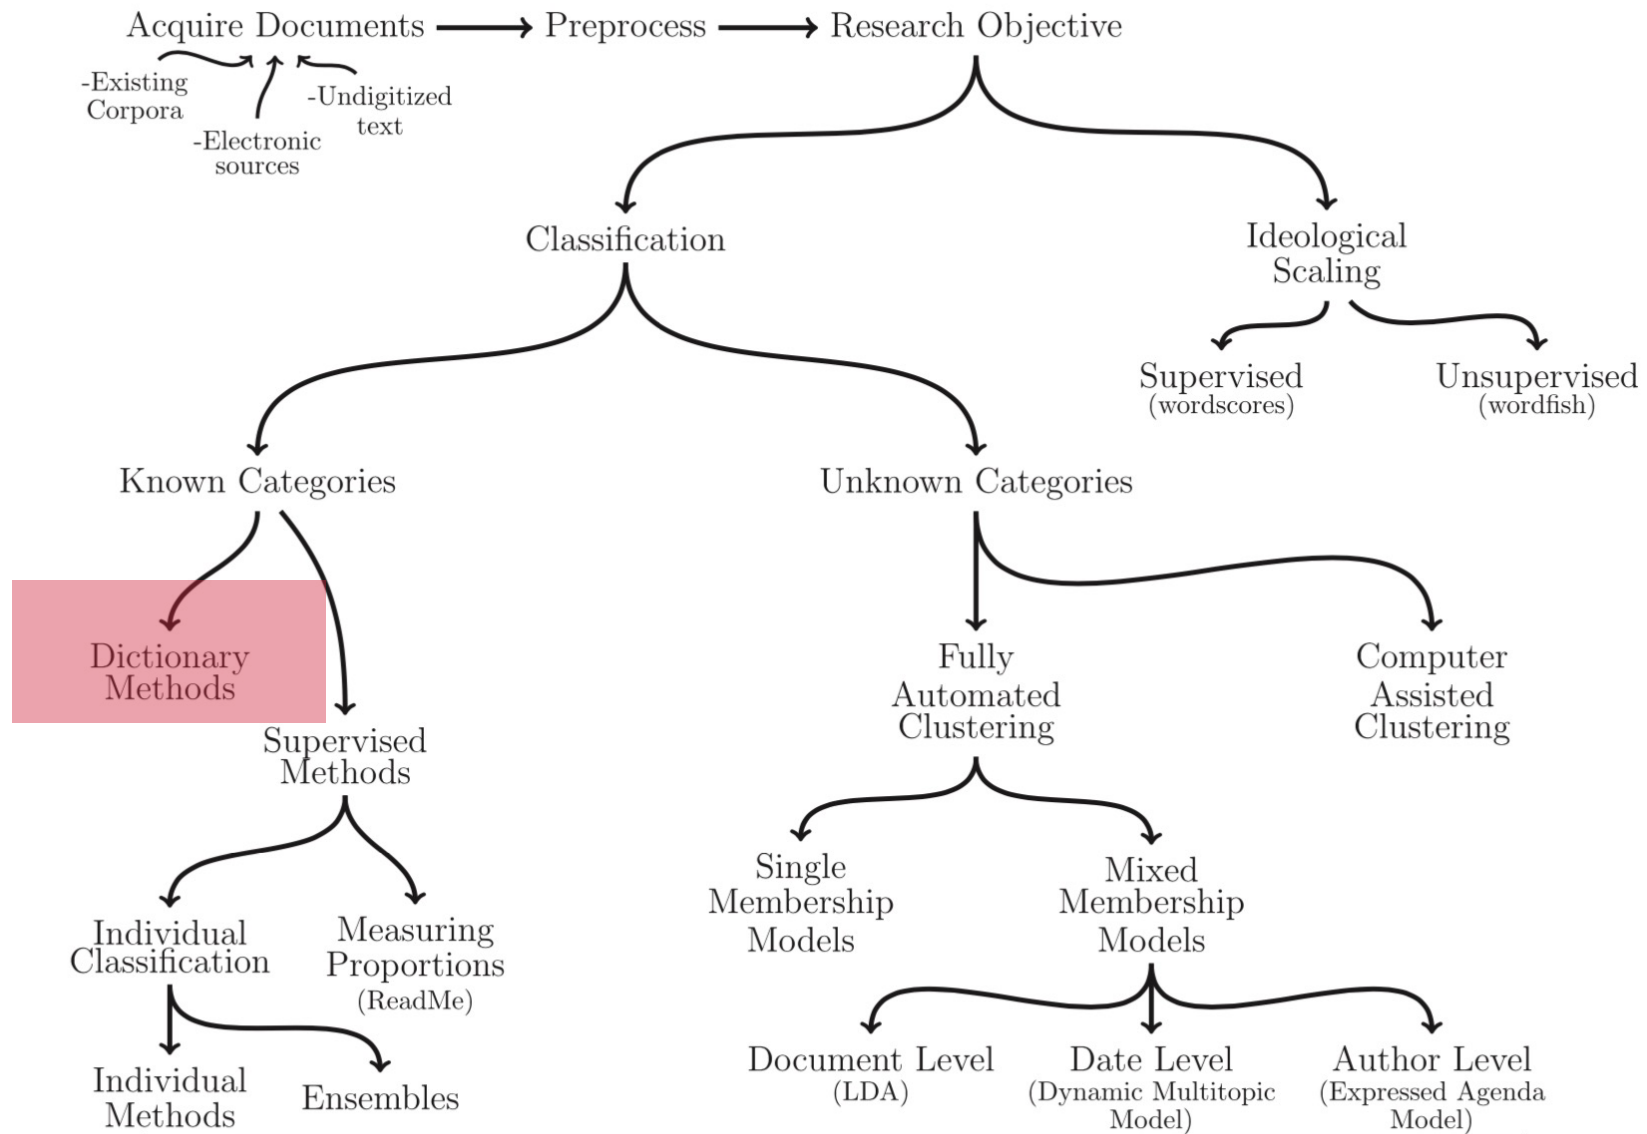 Acquire Documents
Preprocess
Research Objective
-Existing
Corpora
-Electronic
sources
-Undigitized
text
Classification
Ideological
Scaling
Supervised
(wordscores)
Unsupervised
(wordfish)
Known Categories
Unknown Categories
Dictionary
Methods
Supervised
Methods
Fully
Automated
Clustering
Computer
Assisted
Clustering
Individual
Classification
Measuring
Proportions
(ReadMe)
Single
Membership
Models
Mixed
Membership
Models
Individual
Methods
Ensembles
Document Level
(LDA)
Date Level
(Dynamic Multitopic
Model)
Author Level
(Expressed Agenda
Model)